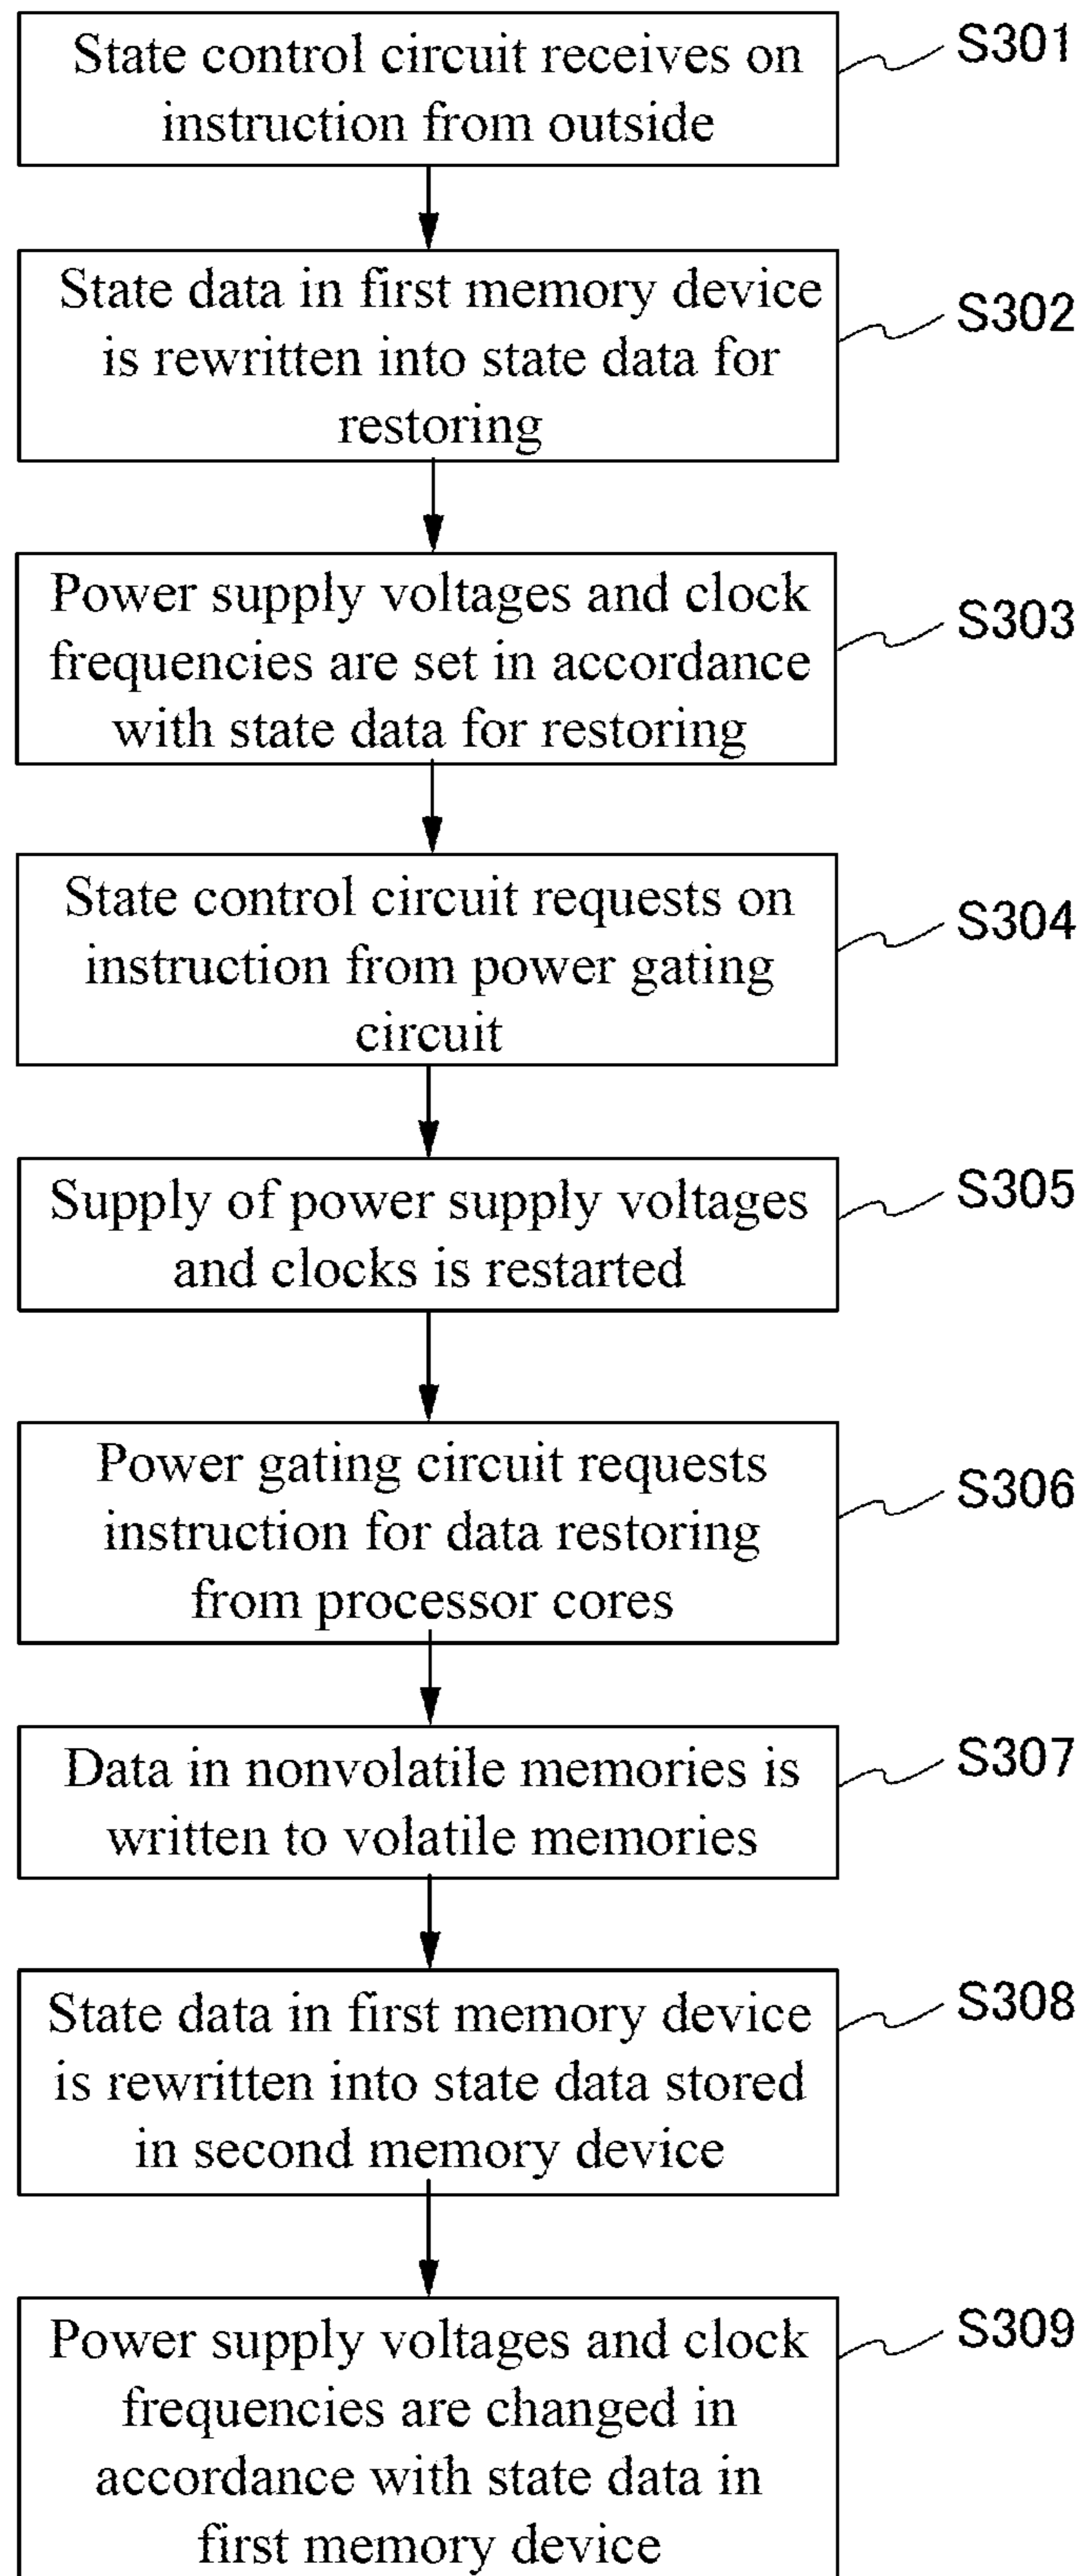 State control circuit receives on
instruction from outside
S301
State data in first memory device
is rewritten into state data for
restoring
S302
Power supply voltages and clock
frequencies are set in accordance
with state data for restoring
S303
State control circuit requests on
instruction from power gating
circuit
S304
Supply of power supply voltages
and clocks is restarted
S305
Power gating circuit requests
instruction for data restoring
from processor cores
S306
Data in nonvolatile memories is
written to volatile memories
S307
State data in first memory device
is rewritten into state data stored
in second memory device
S308
Power supply voltages and clock
frequencies are changed in
accordance with state data in
first memory device
S309